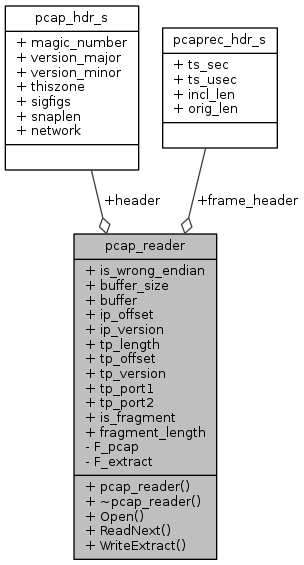 pcap_hdr_s
+ magic_number
+ version_major
+ version_minor
+ thiszone
+ sigfigs
+ snaplen
+ network
pcaprec_hdr_s
+ ts_sec
+ ts_usec
+ incl_len
+ orig_len
+header
+frame_header
pcap_reader
+ is_wrong_endian
+ buffer_size
+ buffer
+ ip_offset
+ ip_version
+ tp_length
+ tp_offset
+ tp_version
+ tp_port1
+ tp_port2
+ is_fragment
+ fragment_length
- F_pcap
- F_extract
+ pcap_reader()
+ ~pcap_reader()
+ Open()
+ ReadNext()
+ WriteExtract()